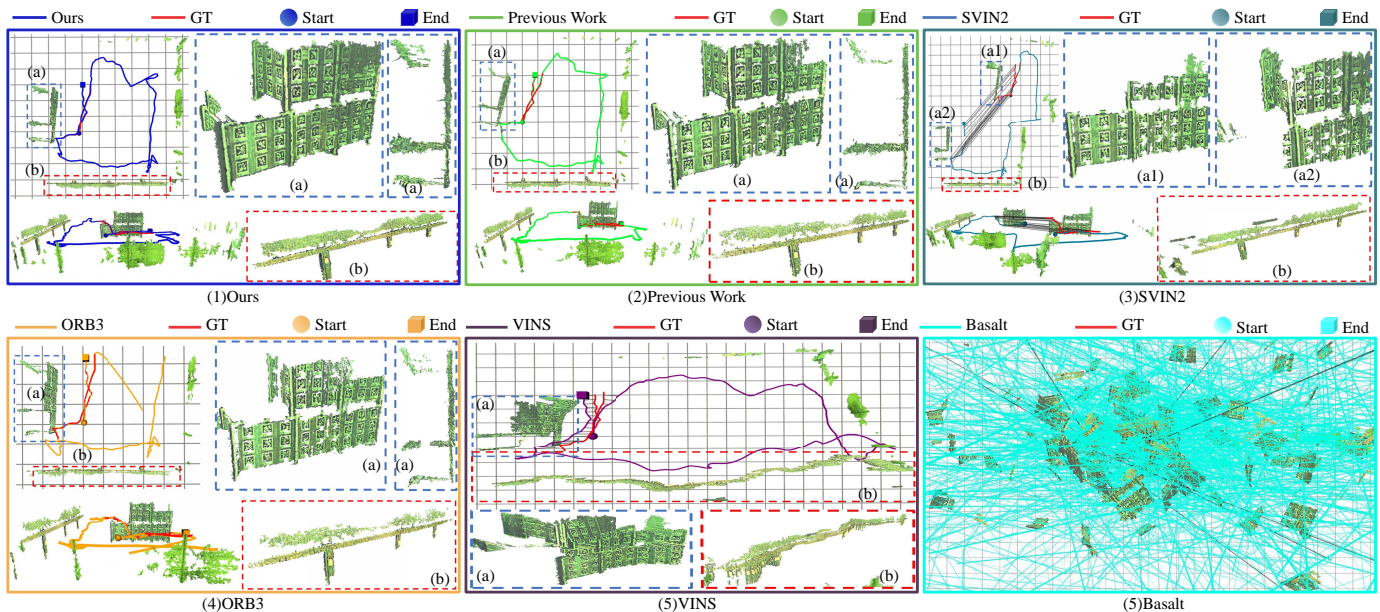 Ours GT Start End
Previous Work GT Start End
SVIN2 GT Start End
(a)
(b)
(a)
(a)
(b)
(1)Ours
(a)
(b)
(a)
(a)
(b)
(2)Previous Work
(a1)
(a2)
(b)
(a1)
(a2)
(b)
(3)SVIN2
ORB3 GT Start End
VINS GT Start End
Basalt GT Start End
(a)
(b)
(a)
(a)
(b)
(4)ORB3
(a)
(b)
(a)
(b)
(5)VINS
(5)Basalt